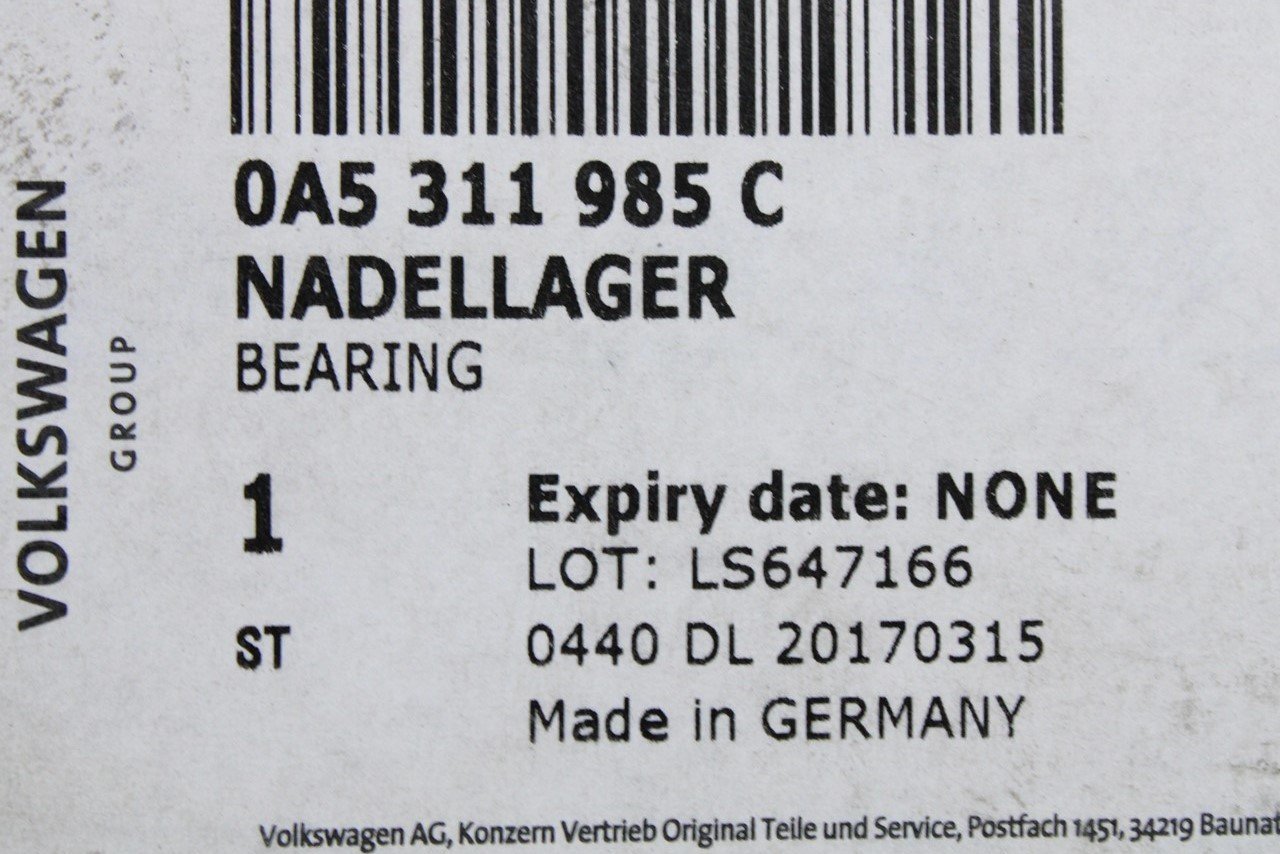 VOLKSWAGEN
GROUP
0A5 311 985 C
NADELLAGER
BEARING
1
Expiry date: NONE
LOT: LS647166
ST
0440 DL 20170315
Made in GERMANY
Volkswagen AG, Konzern Vertrieb Original Teile und Service, Postfach 1451, 34219 Baunat